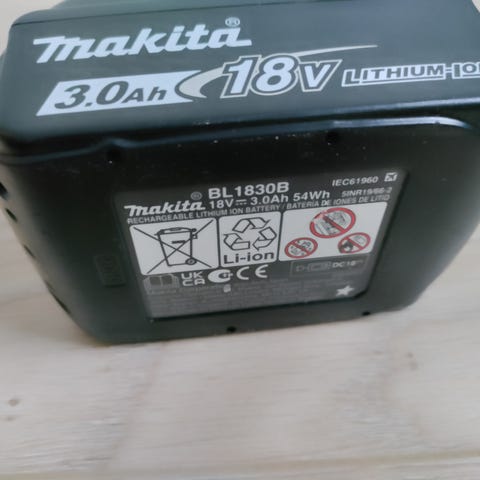 makita
3.0Ah 18V LITHIUM-ION
BL1830B IEC61960
makita 18V 3.0Ah 54Wh 5INR19/66-2
RECHARGEABLE LITHIUM ION BATTERY / BATERÍA DE IONES DE LITIO
Li-ion
UK CA CE DC18